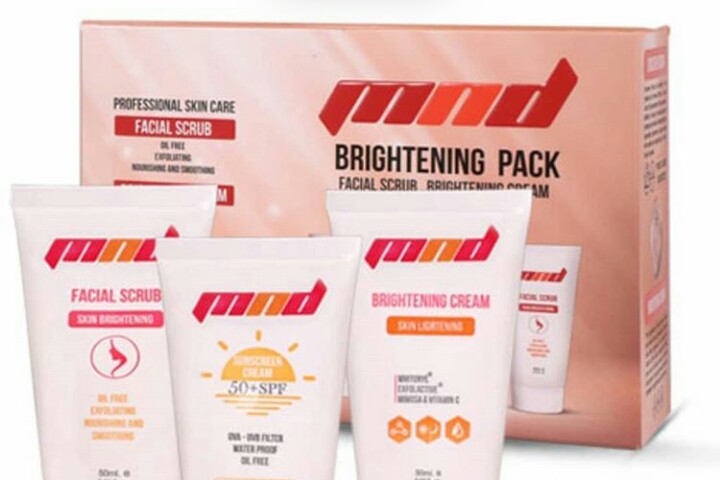 mnd
PROFESSIONAL SKIN CARE
FACIAL SCRUB
OIL FREE
EXFOLIATING
NOURISHING AND SMOOTHING
BRIGHTENING PACK
FACIAL SCRUB BRIGHTENING CREAM
mnd
FACIAL SCRUB
SKIN BRIGHTENING
OIL FREE
EXFOLIATING
NOURISHING AND
SMOOTHING
50ml. e
mnd
SUNSCREEN
CREAM
50+SPF
UVA - UVB FILTER
WATER PROOF
OIL FREE
mnd
BRIGHTENING CREAM
SKIN LIGHTENING
WHITONYL®
EXFOLACTIVE®
MIMOSA & VITAMIN C
50ml. e
mnd
FACIAL SCRUB